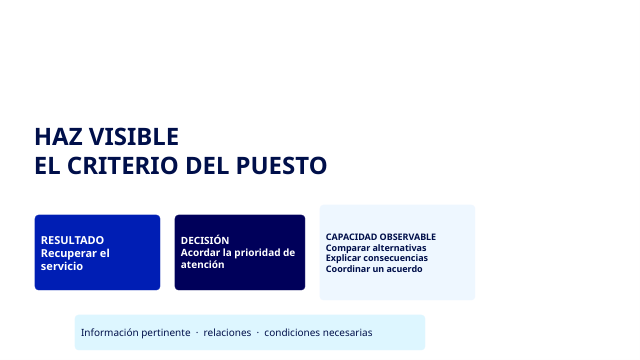 HAZ VISIBLE
EL CRITERIO DEL PUESTO
RESULTADO
Recuperar el
servicio
DECISIÓN
Acordar la prioridad de
atención
CAPACIDAD OBSERVABLE
Comparar alternativas
Explicar consecuencias
Coordinar un acuerdo
Información pertinente · relaciones · condiciones necesarias